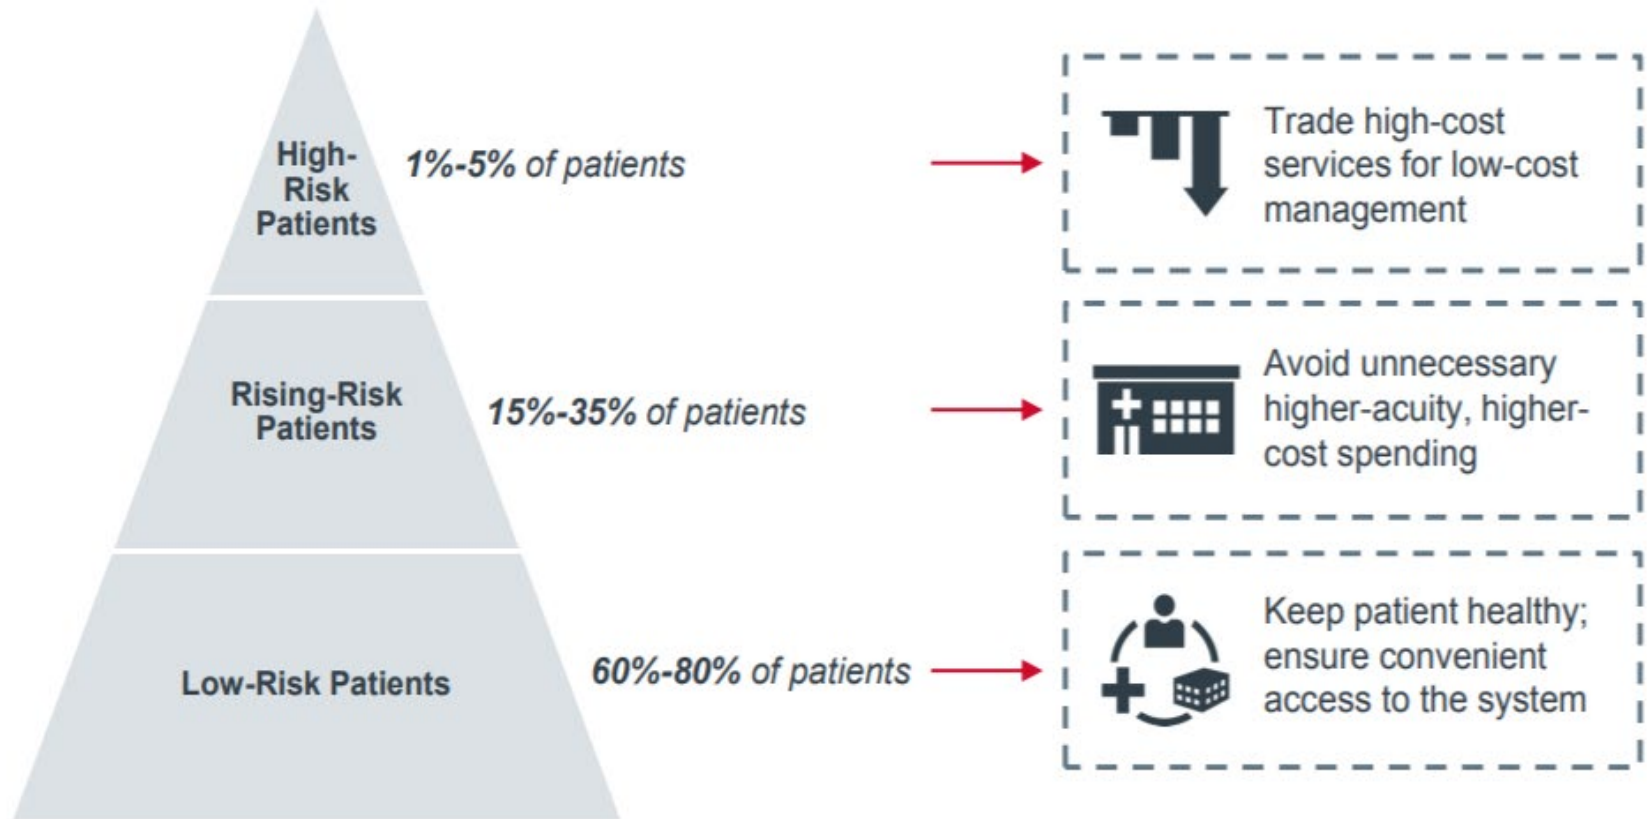 High-
Risk
Patients
1%-5% of patients
Trade high-cost
services for low-cost
management
Rising-Risk
Patients
15%-35% of patients
Avoid unnecessary
higher-acuity, higher-
cost spending
Low-Risk Patients
60%-80% of patients
Keep patient healthy;
ensure convenient
access to the system